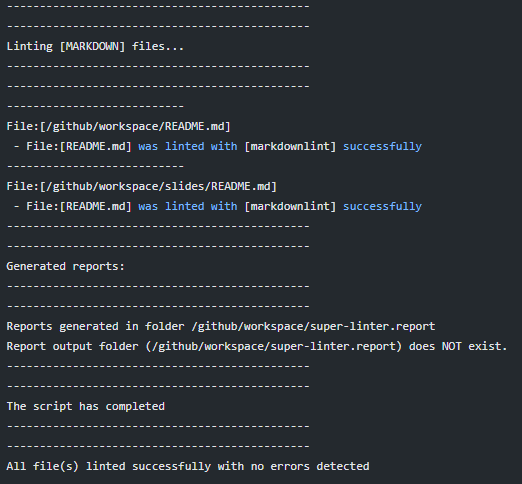 ----------------------------------------------
----------------------------------------------
Linting [MARKDOWN] files...
----------------------------------------------
----------------------------------------------
---------------------------
File:[/github/workspace/README.md]
 - File:[README.md] was linted with [markdownlint] successfully
---------------------------
File:[/github/workspace/slides/README.md]
 - File:[README.md] was linted with [markdownlint] successfully
----------------------------------------------
----------------------------------------------
Generated reports:
----------------------------------------------
----------------------------------------------
Reports generated in folder /github/workspace/super-linter.report
Report output folder (/github/workspace/super-linter.report) does NOT exist.
----------------------------------------------
----------------------------------------------
The script has completed
----------------------------------------------
----------------------------------------------
All file(s) linted successfully with no errors detected